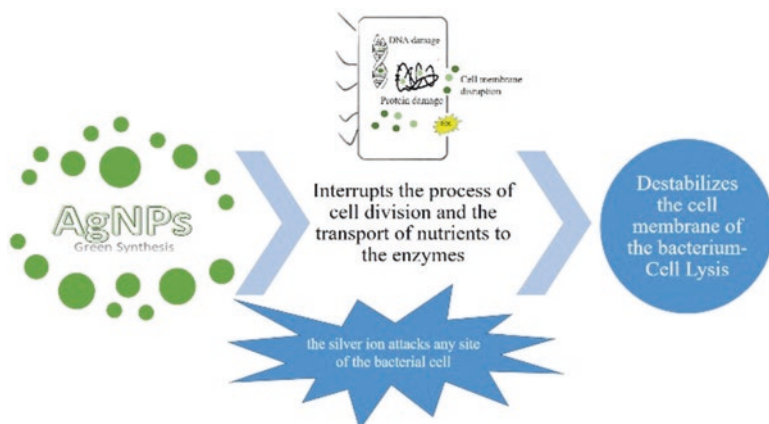 DNA damage
Cell membrane
disruption
Protein damage
AgNPs
Green Synthesis
Interrupts the process of
cell division and the
transport of nutrients to
the enzymes
the silver ion attacks any site
of the bacterial cell
Destabilizes
the cell
membrane of
the bacterium-
Cell Lysis